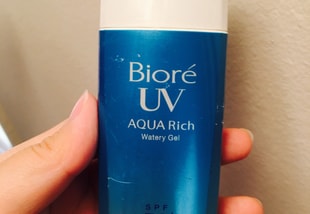 Bioré
UV
AQUA Rich
Watery Gel
SPF